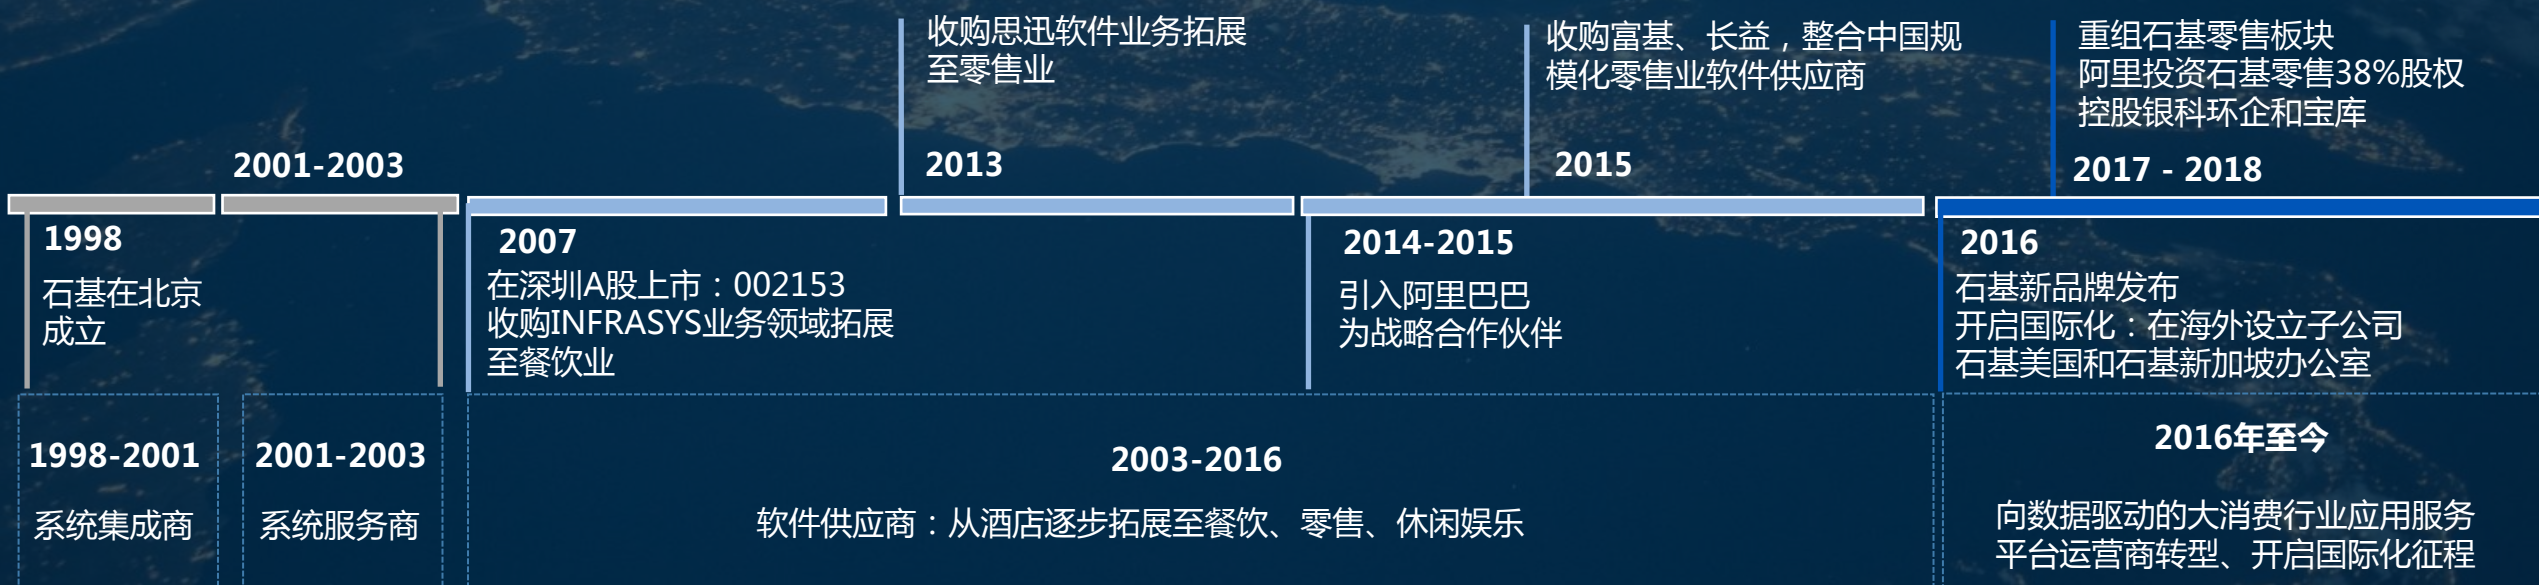 收购思迅软件业务拓展
至零售业
2013
收购富基、长益，整合中国规
模化零售业软件供应商
2015
重组石基零售板块
阿里投资石基零售38%股权
控股银科环企和宝库
2017 - 2018
2001-2003
1998
石基在北京
成立
2007
在深圳A股上市：002153
收购INFRASYS业务领域拓展
至餐饮业
2014-2015
引入阿里巴巴
为战略合作伙伴
2016
石基新品牌发布
开启国际化：在海外设立子公司
石基美国和石基新加坡办公室
1998-2001
系统集成商
2001-2003
系统服务商
2003-2016
软件供应商：从酒店逐步拓展至餐饮、零售、休闲娱乐
2016年至今
向数据驱动的大消费行业应用服务
平台运营商转型、开启国际化征程